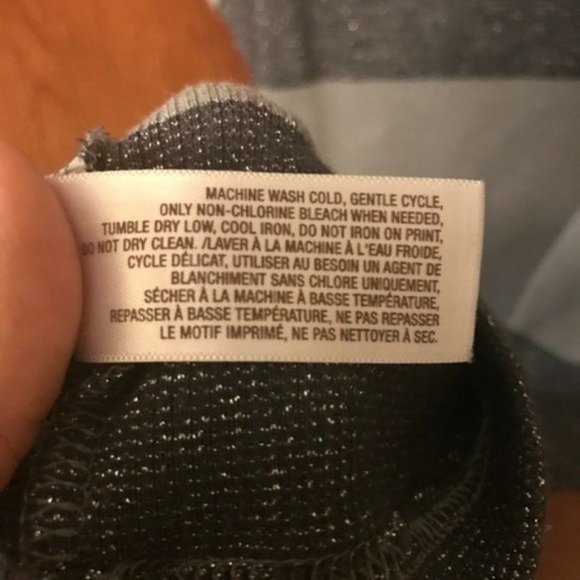 MACHINE WASH COLD, GENTLE CYCLE,
ONLY NON-CHLORINE BLEACH WHEN NEEDED,
TUMBLE DRY LOW, COOL IRON, DO NOT IRON ON PRINT,
DO NOT DRY CLEAN. /LAVER À LA MACHINE À L'EAU FROIDE,
CYCLE DÉLICAT, UTILISER AU BESOIN UN AGENT DE
BLANCHIMENT SANS CHLORE UNIQUEMENT,
SÉCHER À LA MACHINE À BASSE TEMPÉRATURE,
REPASSER À BASSE TEMPÉRATURE, NE PAS REPASSER
LE MOTIF IMPRIMÉ, NE PAS NETTOYER À SEC.